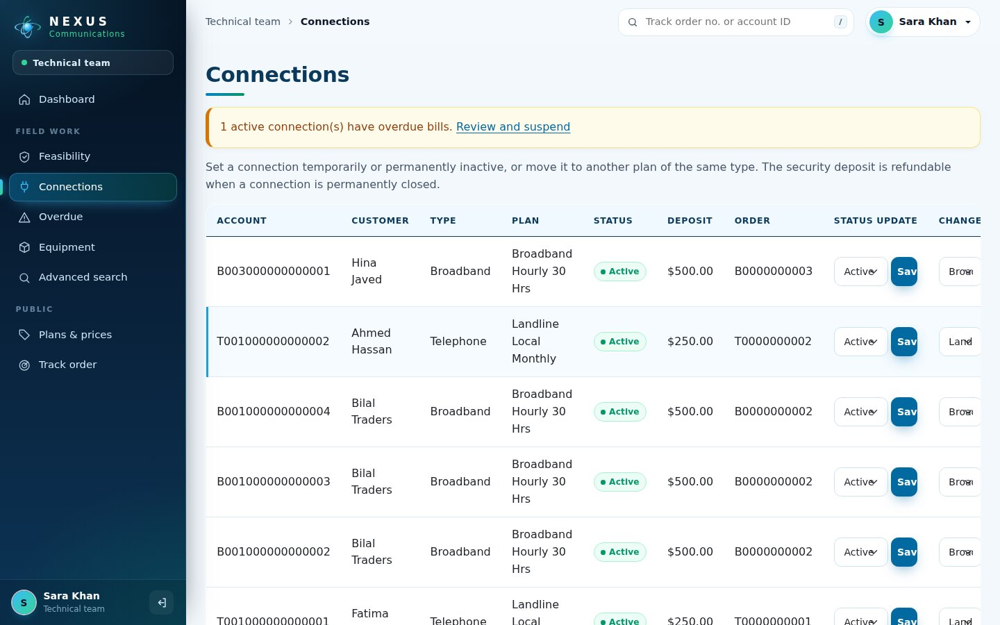 NEXUS
Communications
Technical team
Dashboard
FIELD WORK
Feasibility
Connections
Overdue
Equipment
Advanced search
PUBLIC
Plans & prices
Track order
S
Sara Khan
Technical team
Technical team > Connections
Track order no. or account ID /
S Sara Khan
Connections
1 active connection(s) have overdue bills. Review and suspend
Set a connection temporarily or permanently inactive, or move it to another plan of the same type. The security deposit is refundable
when a connection is permanently closed.
ACCOUNT CUSTOMER TYPE PLAN STATUS DEPOSIT ORDER STATUS UPDATE CHANGE
B003000000000001 Hina Javed Broadband Broadband Hourly 30 Hrs Active $500.00 B0000000003 Active Sav Broad
T001000000000002 Ahmed Hassan Telephone Landline Local Monthly Active $250.00 T0000000002 Active Sav Land
B001000000000004 Bilal Traders Broadband Broadband Hourly 30 Hrs Active $500.00 B0000000002 Active Sav Broad
B001000000000003 Bilal Traders Broadband Broadband Hourly 30 Hrs Active $500.00 B0000000002 Active Sav Broad
B001000000000002 Bilal Traders Broadband Broadband Hourly 30 Hrs Active $500.00 B0000000002 Active Sav Broad
T001000000000001 Fatima Telephone Landline Local Active $250.00 T0000000001 Active Sav Land